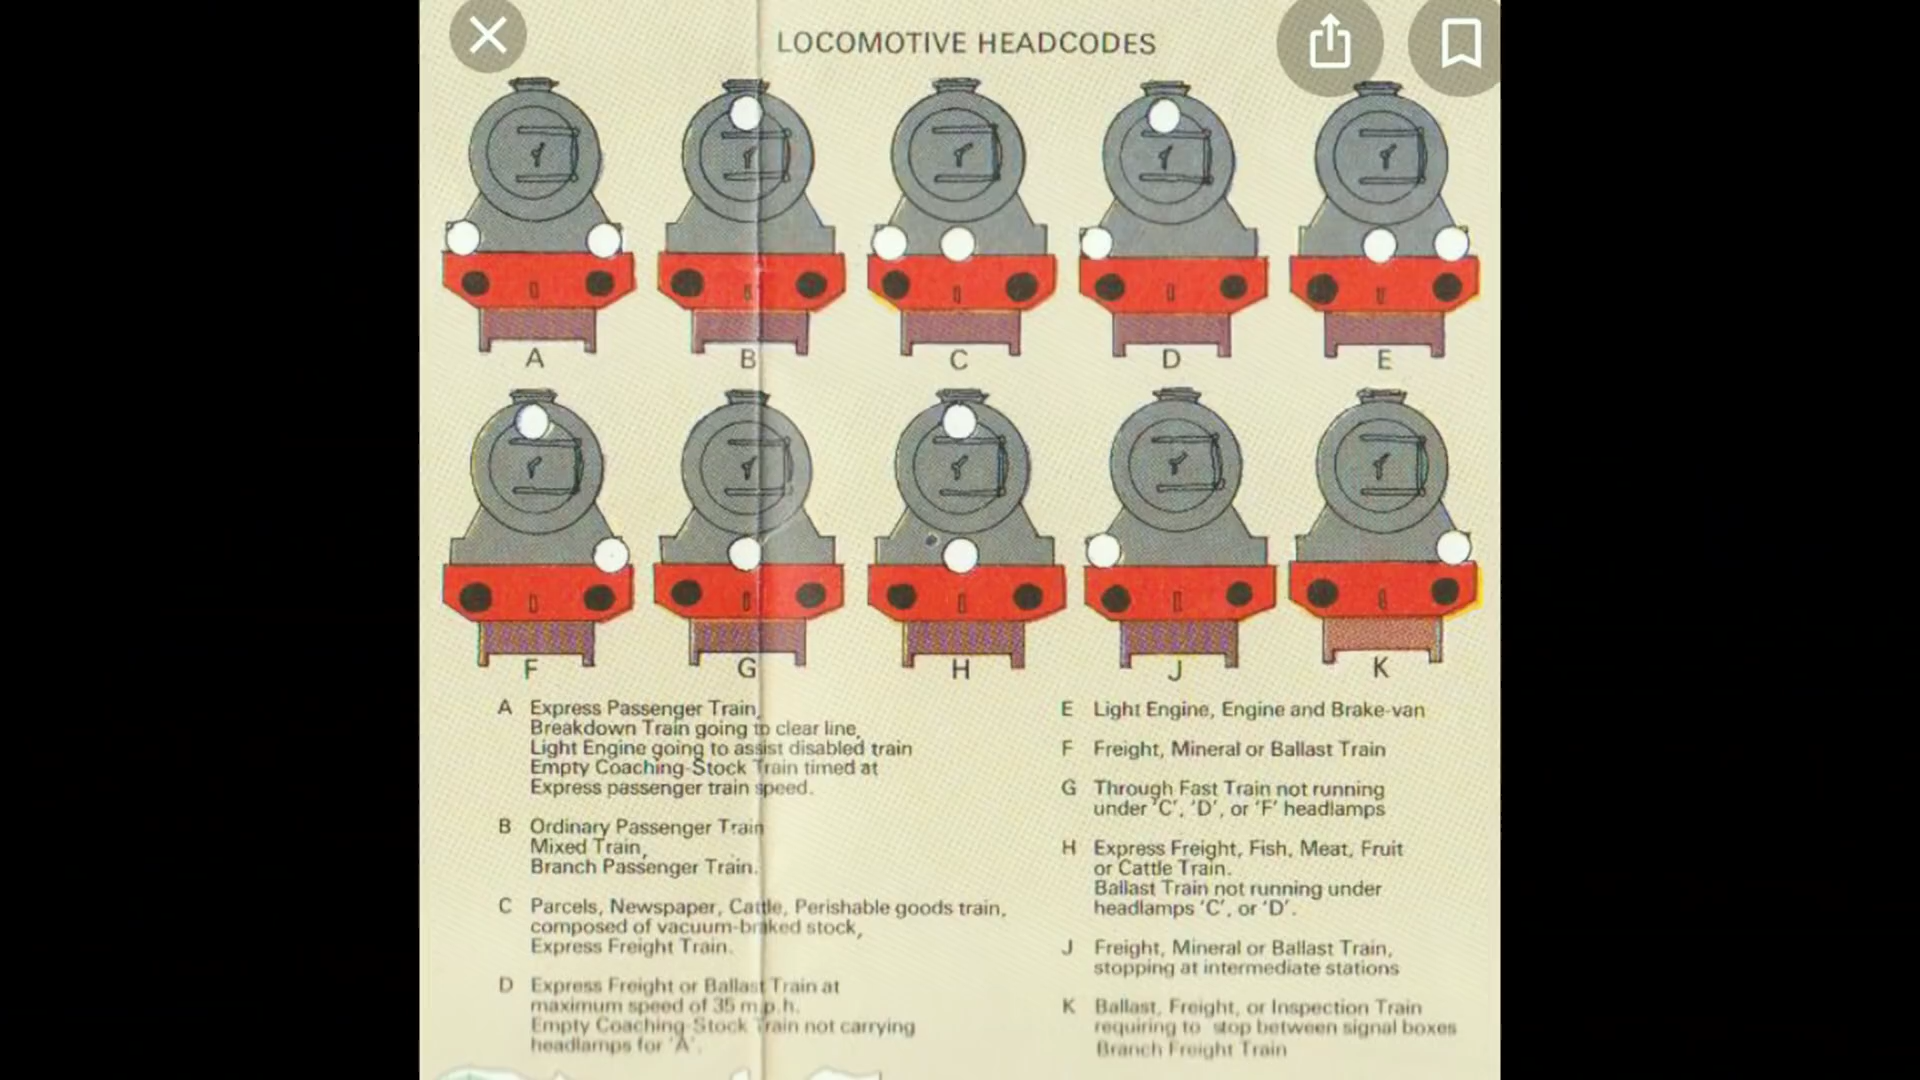 LOCOMOTIVE HEADCODES
A
B
C
D
E
F
G
H
J
K
A Express Passenger Train,
Breakdown Train going to clear line,
Light Engine going to assist disabled train
Empty Coaching-Stock Train timed at
Express passenger train speed.
B Ordinary Passenger Train
Mixed Train,
Branch Passenger Train.
C Parcels, Newspaper, Cattle, Perishable goods train,
composed of vacuum-braked stock,
Express Freight Train.
D Express Freight or Ballast Train at
maximum speed of 35 m.p.h.
Empty Coaching-Stock Train not carrying
headlamps for 'A'.
E Light Engine, Engine and Brake-van
F Freight, Mineral or Ballast Train
G Through Fast Train not running
under 'C', 'D', or 'F' headlamps
H Express Freight, Fish, Meat, Fruit
or Cattle Train.
Ballast Train not running under
headlamps 'C', or 'D'.
J Freight, Mineral or Ballast Train,
stopping at intermediate stations
K Ballast, Freight, or Inspection Train
requiring to stop between signal boxes
Branch Freight Train